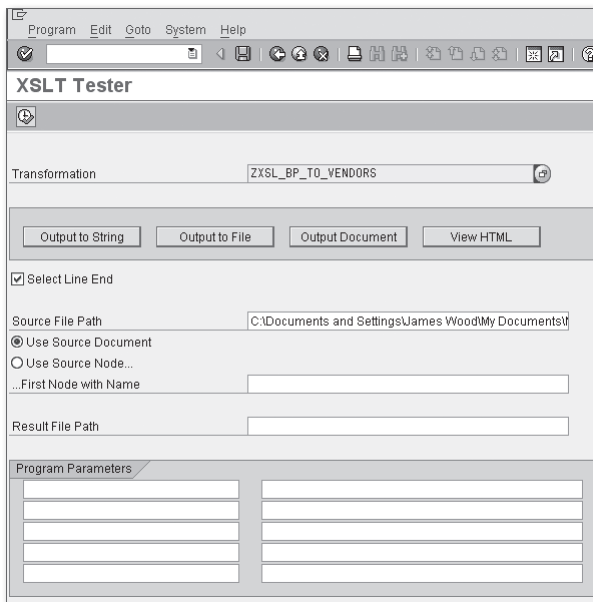 Program Edit Goto System Help
XSLT Tester
Transformation ZXSL_BP_TO_VENDORS
Output to String Output to File Output Document View HTML
Select Line End
Source File Path C:\Documents and Settings\James Wood\My Documents\
Use Source Document
Use Source Node...
...First Node with Name
Result File Path
Program Parameters